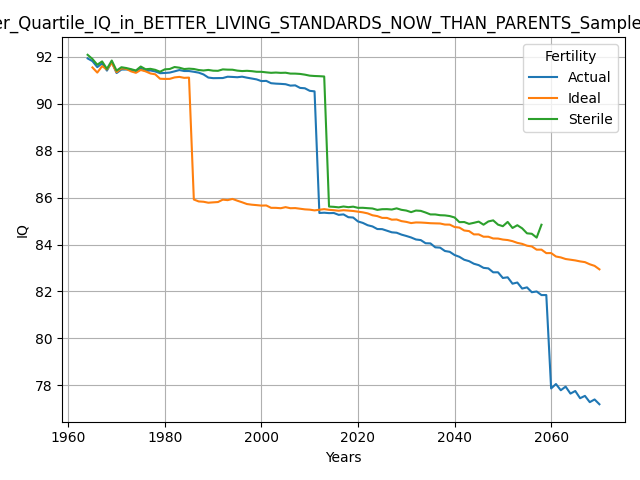 er_Quartile_IQ_in_BETTER_LIVING_STANDARDS_NOW_THAN_PARENTS_Sample
Fertility
Actual
Ideal
Sterile
IQ
92
90
88
86
84
82
80
78
1960
1980
2000
2020
2040
2060
Years